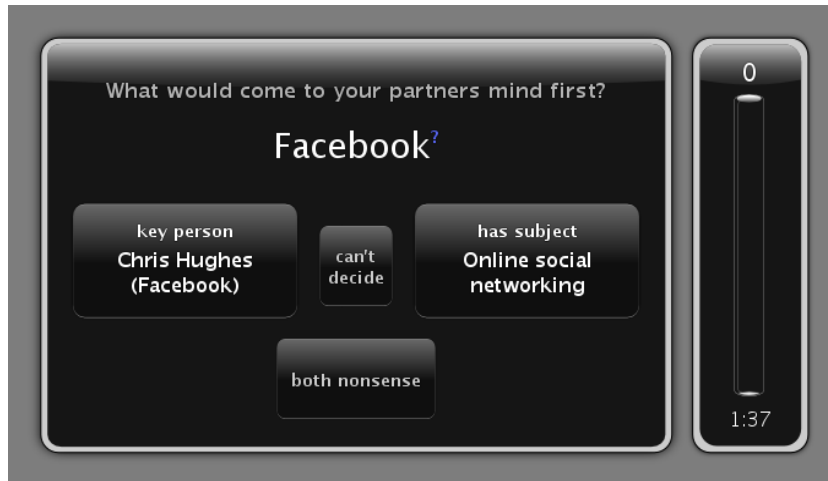 What would come to your partners mind first?
Facebook?
key person
Chris Hughes
(Facebook)
can't
decide
has subject
Online social
networking
both nonsense
0
1:37